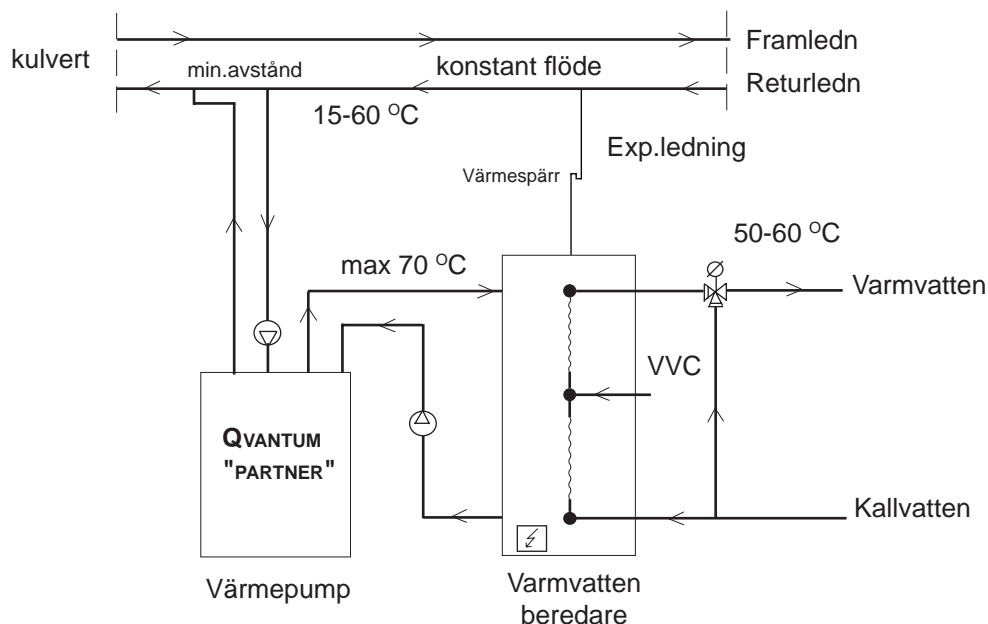 Framledn
kulvert
min.avstånd
konstant flöde
Returledn
15-60 °C
Exp.ledning
Värmespärr
50-60 °C
max 70 °C
Varmvatten
VVC
QVANTUM
"PARTNER"
Kallvatten
Värmepump
Varmvatten
beredare